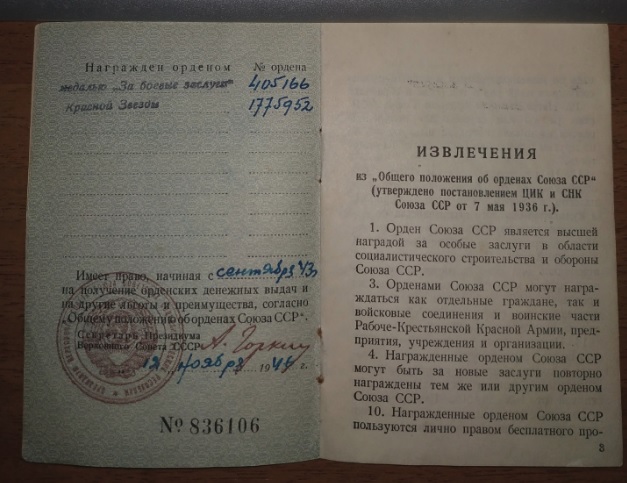 Награжден орденом № ордена
медалью „За боевые заслуги“ 405166
Красной Звезды 1775952
Имеет право, начиная с сентября 43г.
на получение орденских денежных выдач и
на другие льготы и преимущества, согласно
„Общему положению об орденах Союза ССР“.
Секретарь Президиума
Верховного Совета СССР А. Горкин
ноября 194 г.
№ 836106
ИЗВЛЕЧЕНИЯ
из „Общего положения об орденах Союза ССР“
(утверждено постановлением ЦИК и СНК
Союза ССР от 7 мая 1936 г.).
1. Орден Союза ССР является высшей
наградой за особые заслуги в области
социалистического строительства и обороны
Союза ССР.
3. Орденами Союза ССР могут награ-
ждаться как отдельные граждане, так и
войсковые соединения и воинские части
Рабоче-Крестьянской Красной Армии, пред-
приятия, учреждения и организации.
4. Награжденные орденом Союза ССР
могут быть за новые заслуги повторно
награждены тем же или другим орденом
Союза ССР.
10. Награжденные орденом Союза ССР
пользуются лично правом бесплатного про-
3